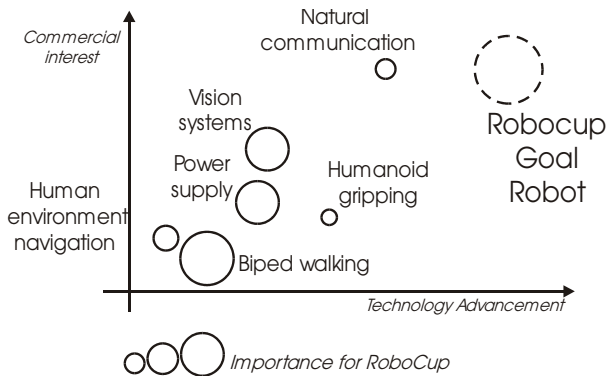 Natural
communication
Commercial
interest
Vision
systems
Robocup
Goal
Robot
Power
supply
Humanoid
gripping
Human
environment
navigation
Biped walking
Technology Advancement
Importance for RoboCup